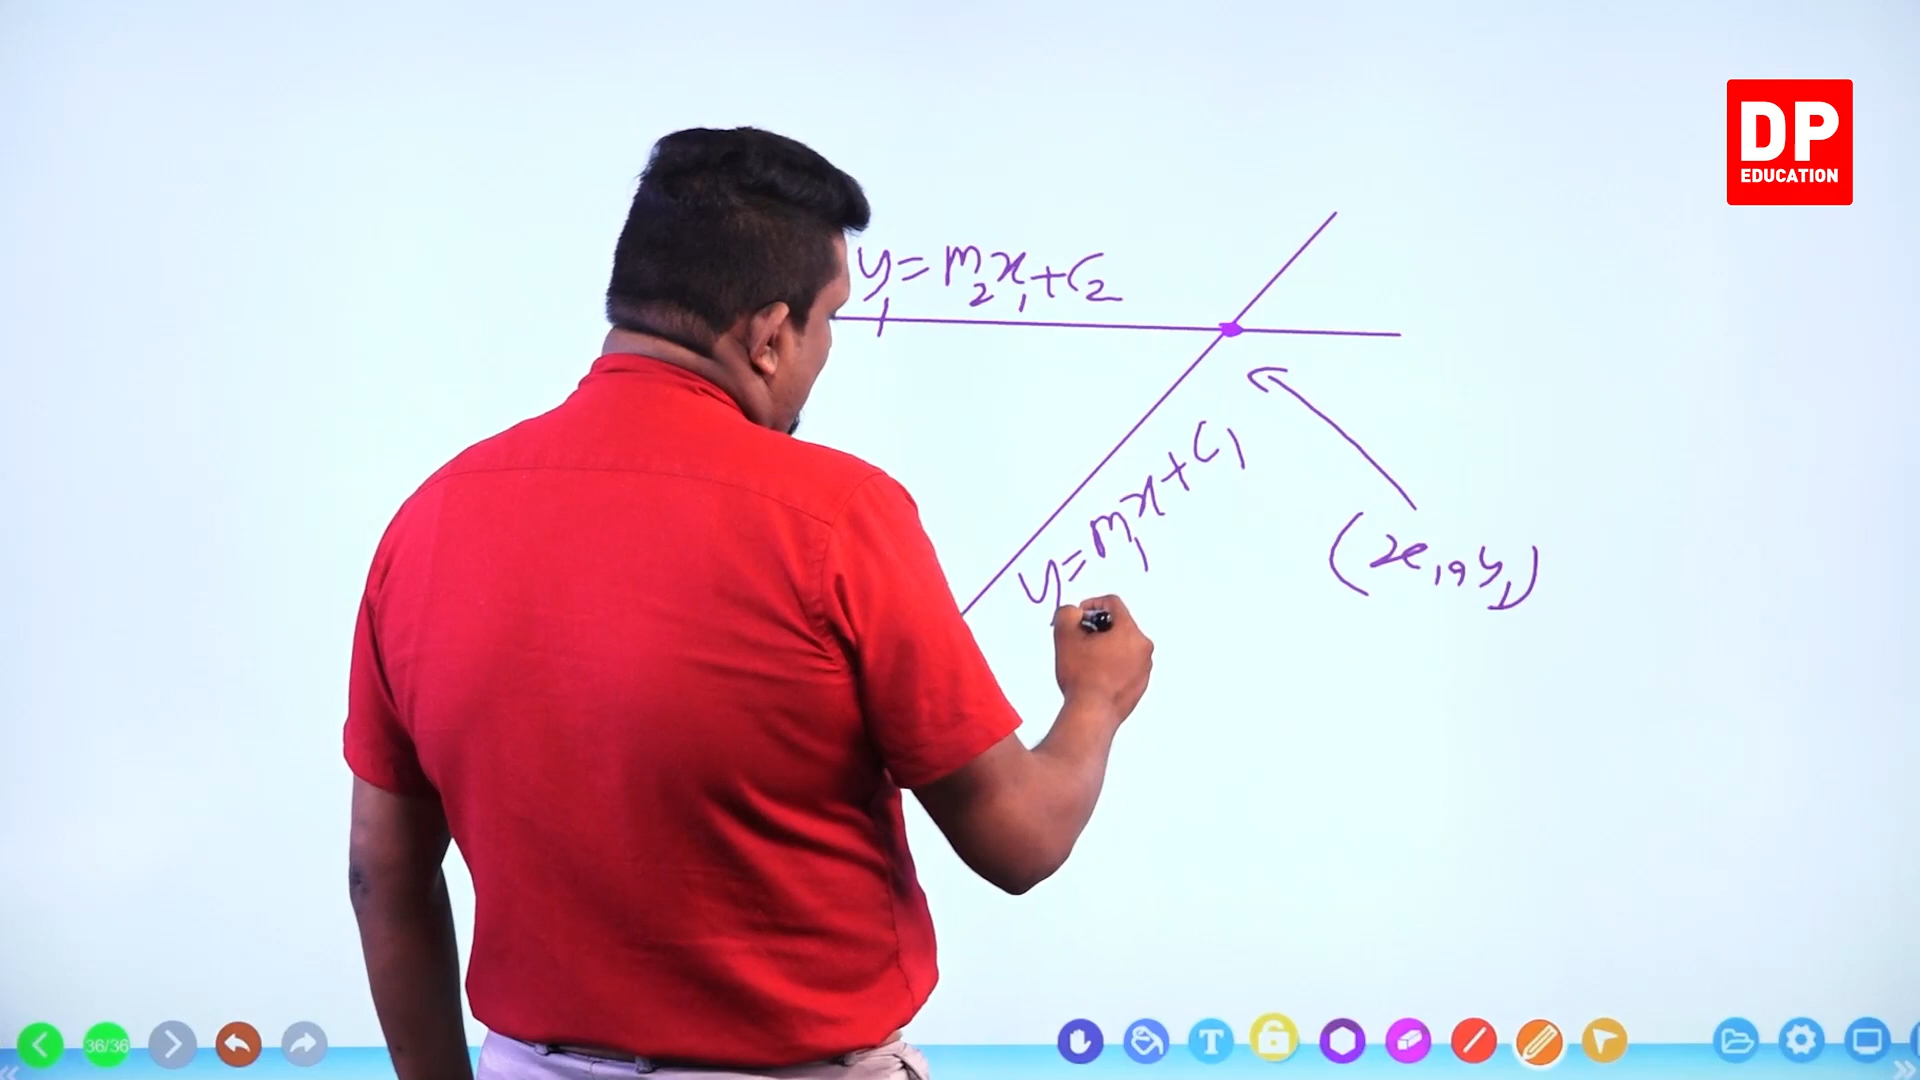 DP
EDUCATION
y₁ = m₂x₁ + c₂
y = m₁x + c₁
(x₁, y₁)
36/36
T